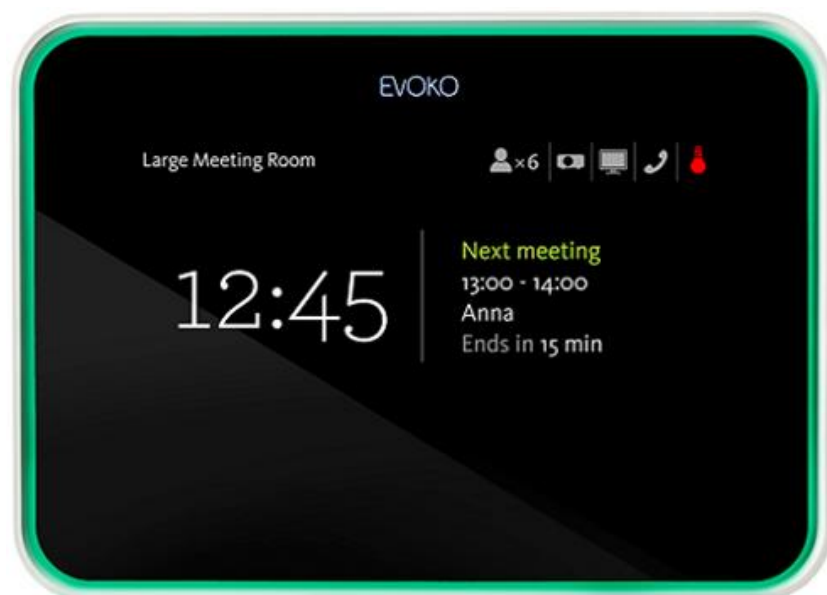 EVOKO
Large Meeting Room
×6
12:45
Next meeting
13:00 - 14:00
Anna
Ends in 15 min